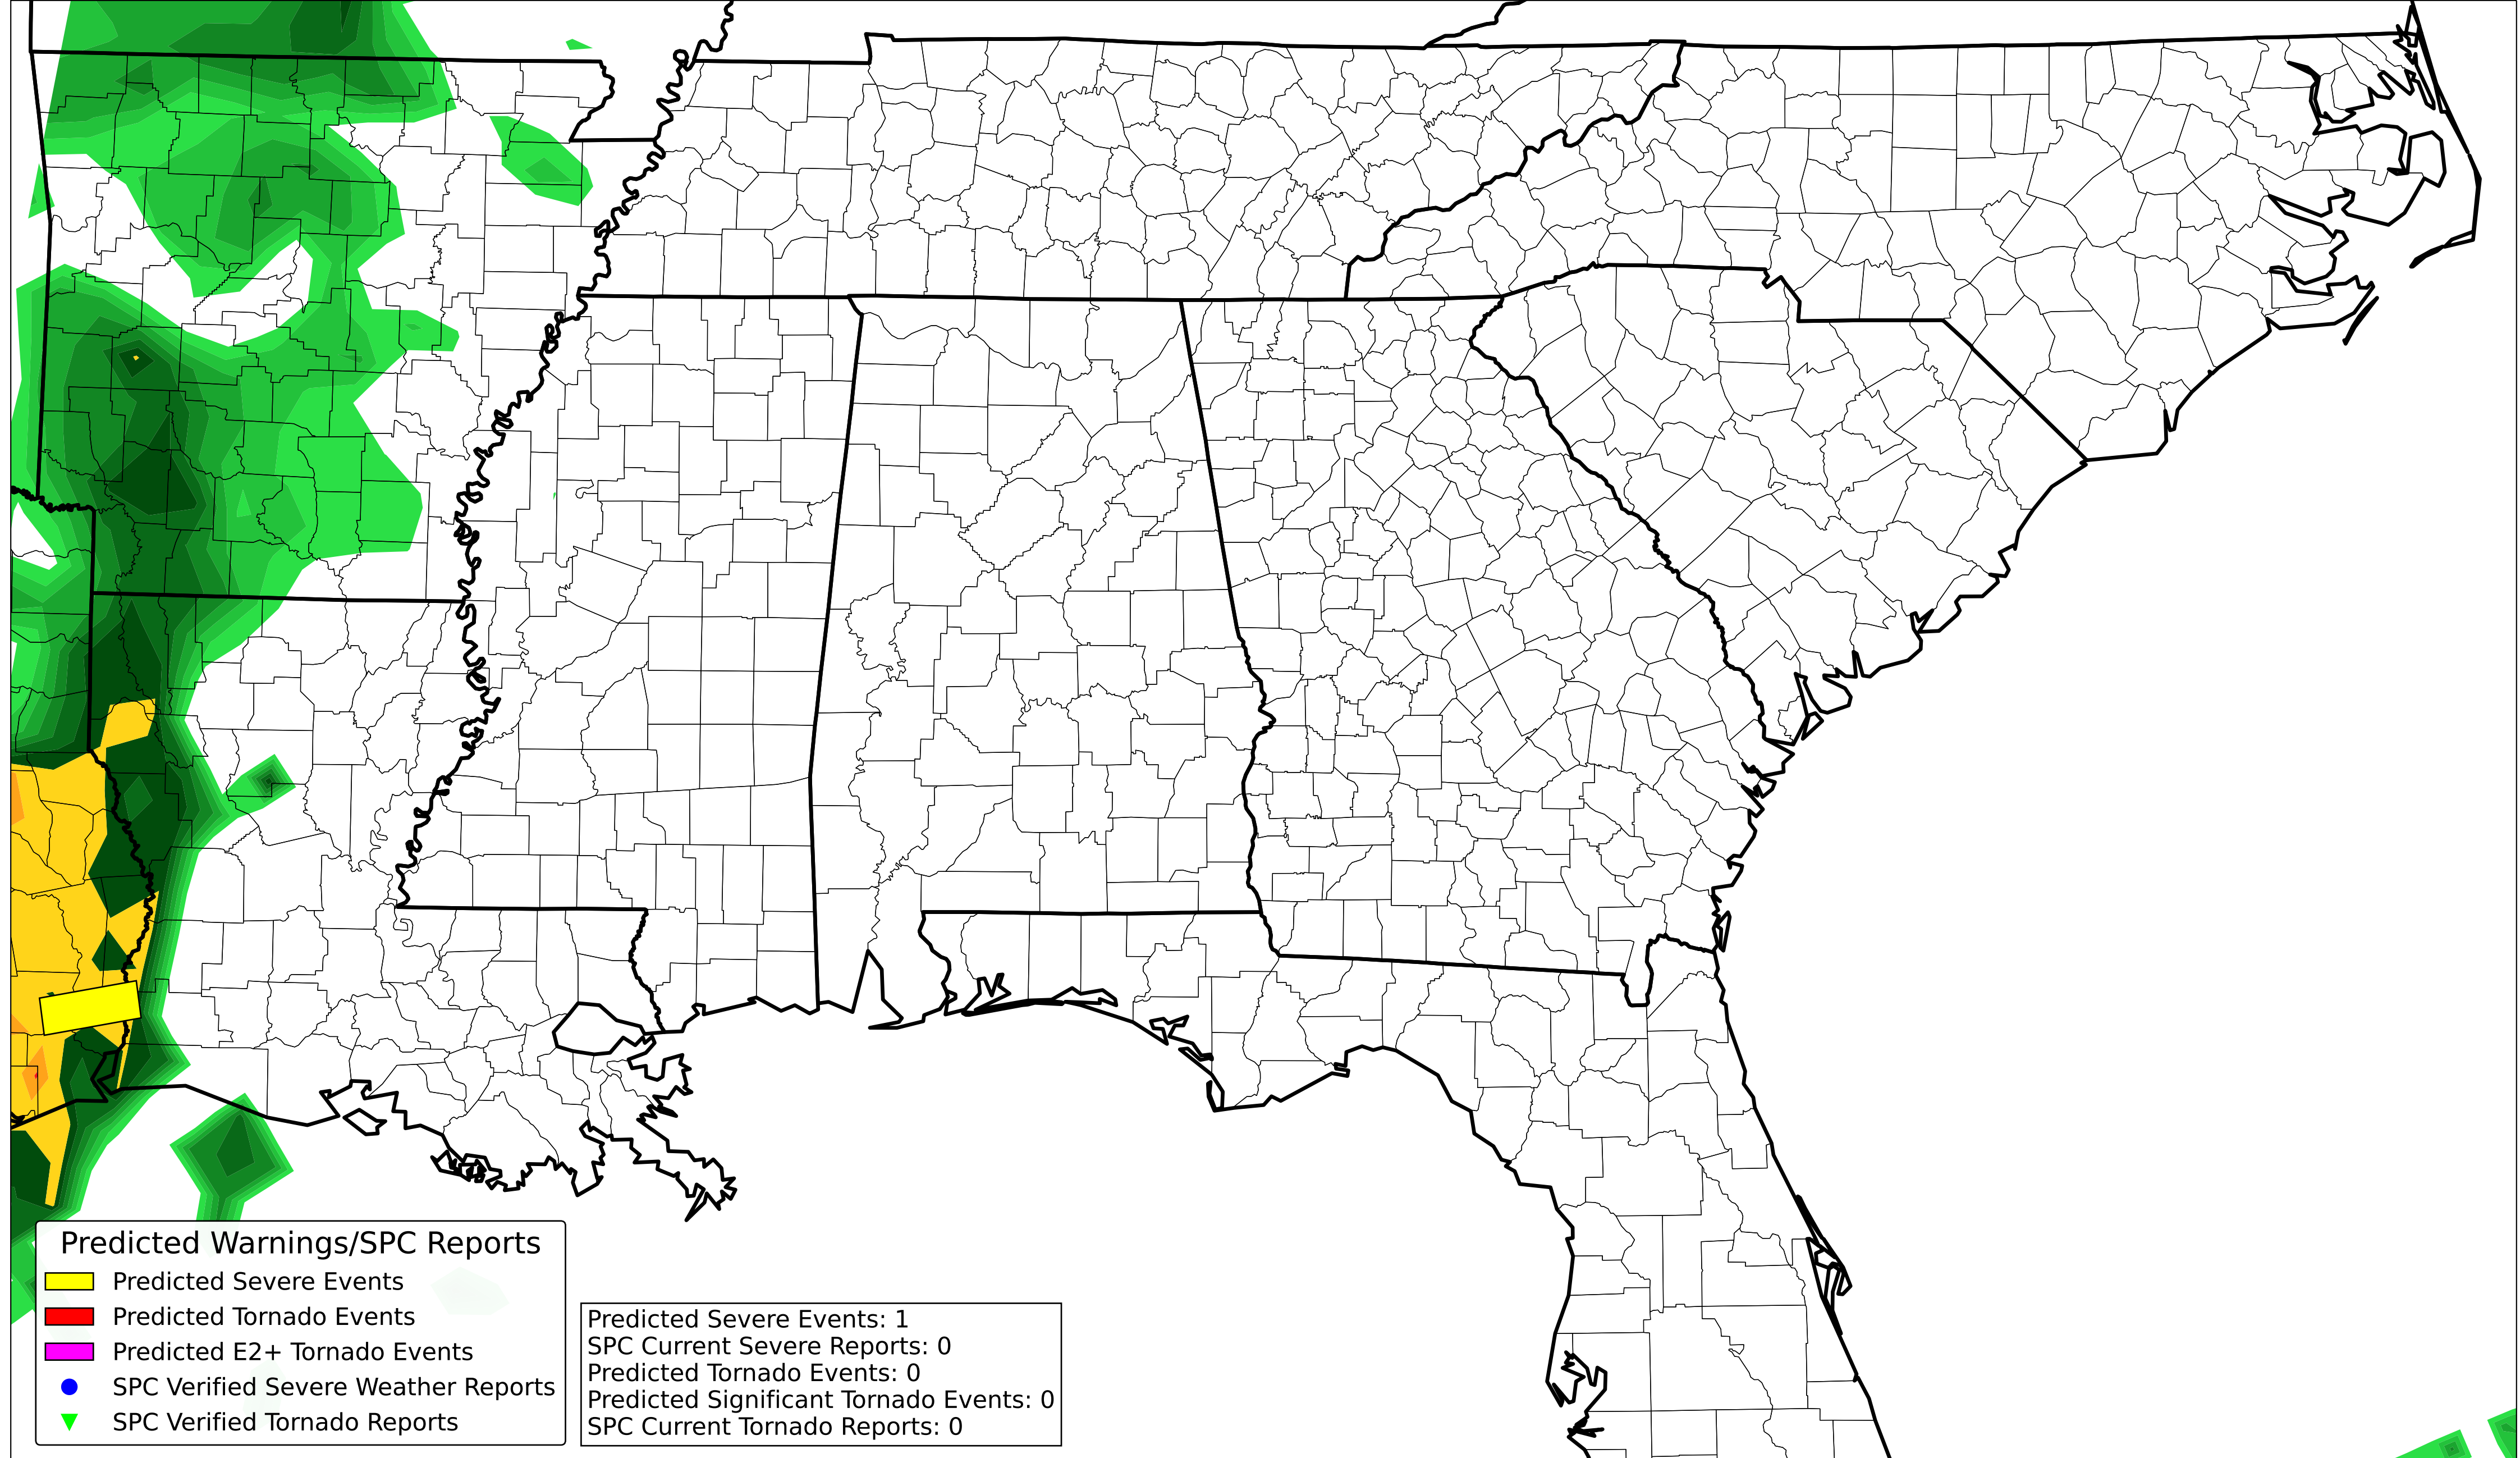 Predicted Warnings/SPC Reports
Predicted Severe Events
Predicted Tornado Events
Predicted E2+ Tornado Events
SPC Verified Severe Weather Reports
SPC Verified Tornado Reports
Predicted Severe Events: 1
SPC Current Severe Reports: 0
Predicted Tornado Events: 0
Predicted Significant Tornado Events: 0
SPC Current Tornado Reports: 0